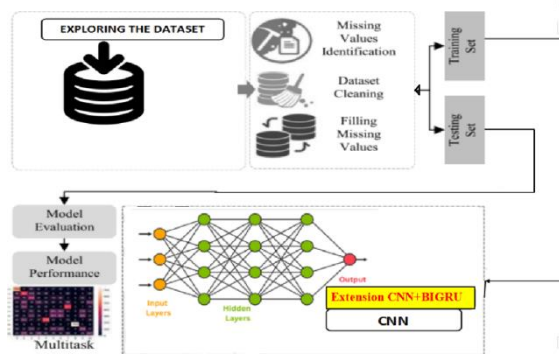 EXPLORING THE DATASET
Missing
Values
Identification
Dataset
Cleaning
Filling
Missing
Values
Training
Set
Testing
Set
Model
Evaluation
Model
Performance
Multitask
Input
Layers
Hidden
Layers
Output
Extension CNN+BIGRU
CNN